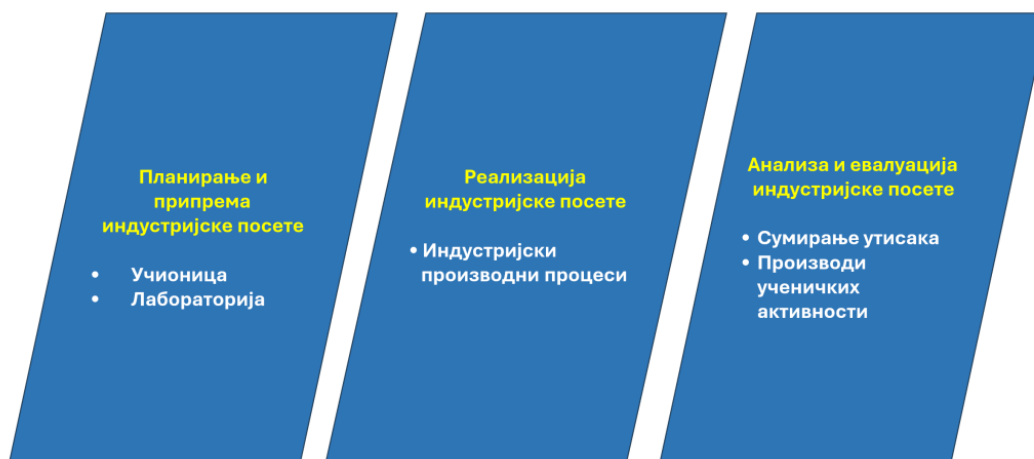 Планирање и
припрема
индустријске посете
• Учионица
• Лабораторија
Реализација
индустријске посете
• Индустријски
производни процеси
Анализа и евалуација
индустријске посете
• Сумирање утисака
• Производи
ученичких
активности